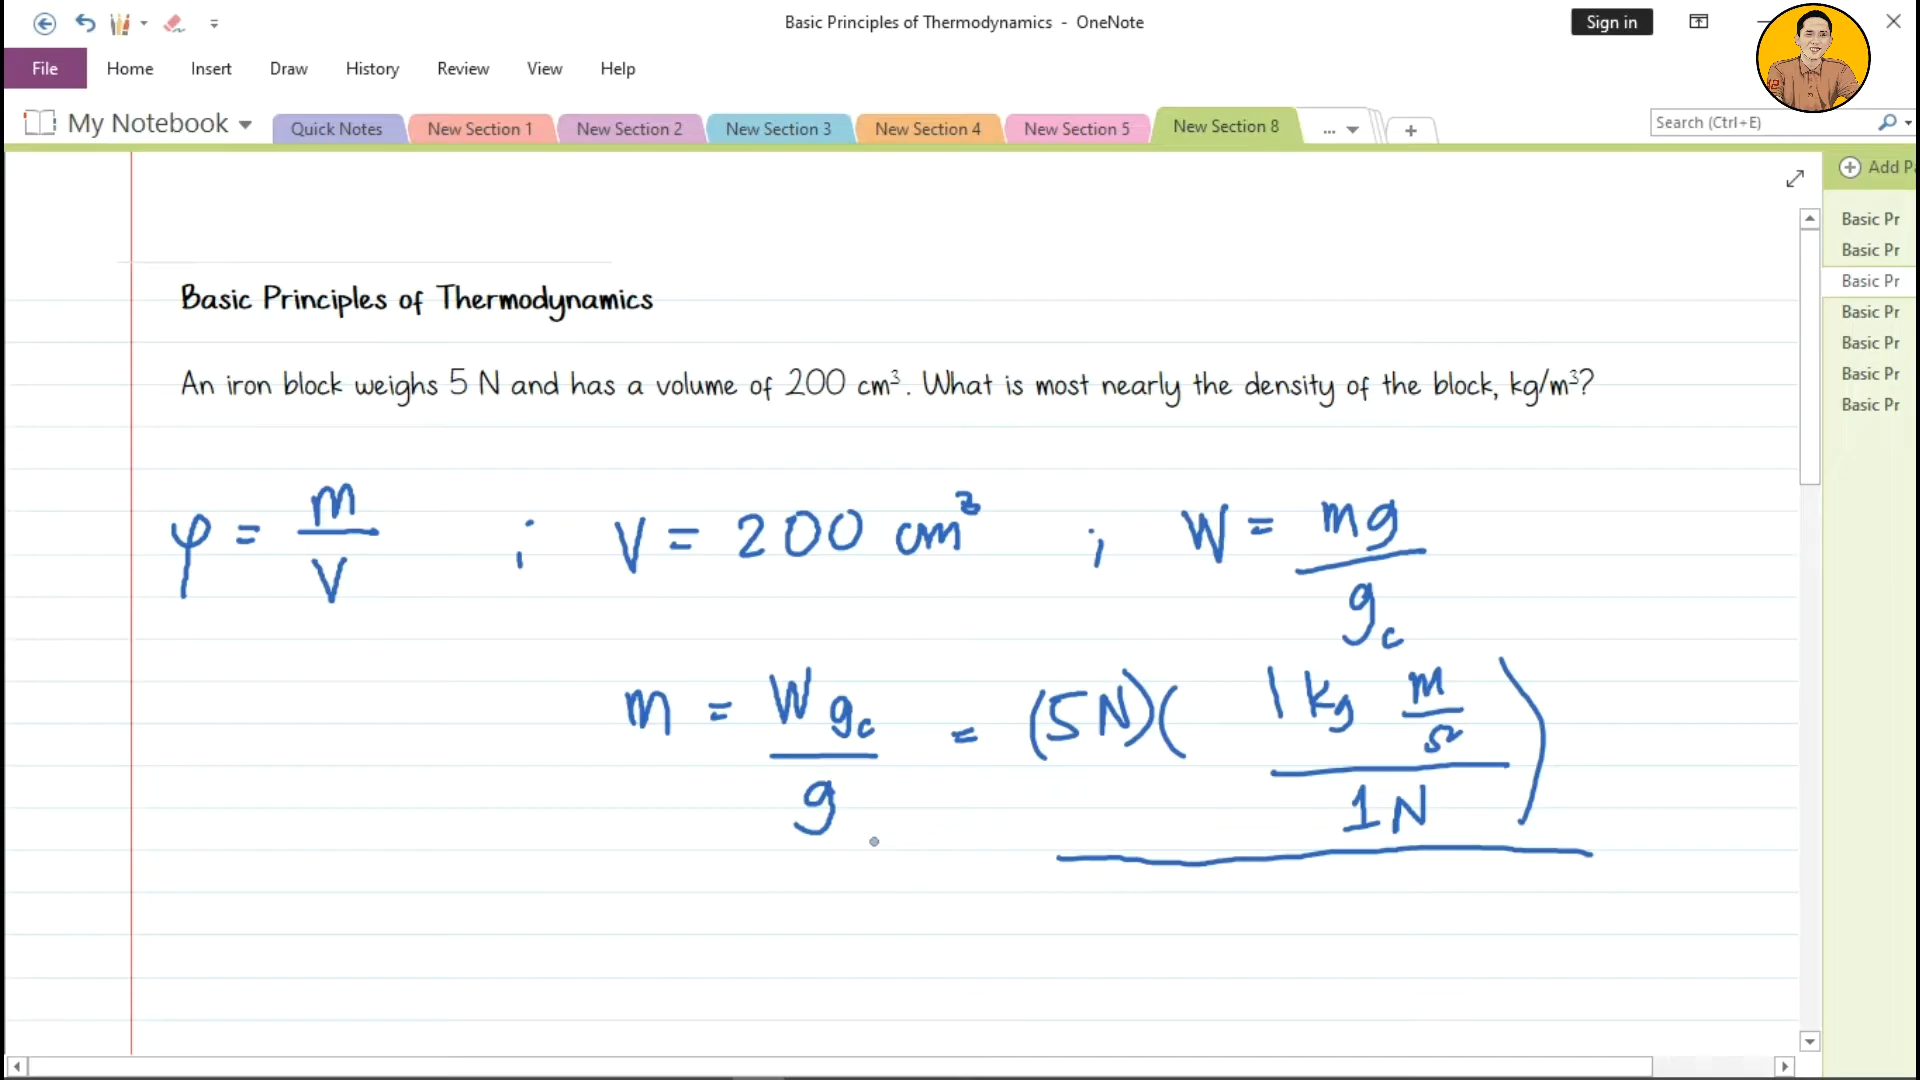 Basic Principles of Thermodynamics - OneNote
Sign in
File Home Insert Draw History Review View Help
My Notebook Quick Notes New Section 1 New Section 2 New Section 3 New Section 4 New Section 5 New Section 8 ... +
Search (Ctrl+E)
Add P
Basic Pr
Basic Pr
Basic Pr
Basic Pr
Basic Pr
Basic Pr
Basic Pr
Basic Principles of Thermodynamics
An iron block weighs 5 N and has a volume of 200 cm³. What is most nearly the density of the block, kg/m³?
φ = m/V ; V = 200 cm³ ; W = mg/g_c
m = W g_c/g = (5N)(1 kg m/s²/1N)